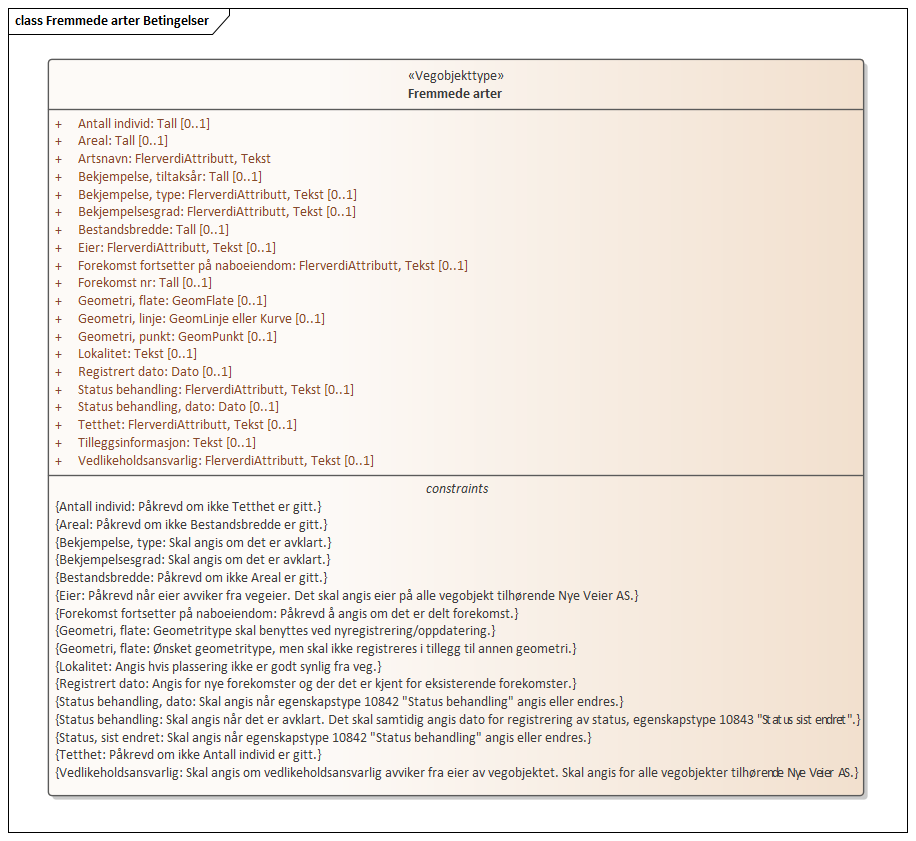 class Fremmede arter Betingelser
«Vegobjekttype»
Fremmede arter
+ Antall individ: Tall [0..1]
+ Areal: Tall [0..1]
+ Artsnavn: FlerverdiAttributt, Tekst
+ Bekjempelse, tiltaksår: Tall [0..1]
+ Bekjempelse, type: FlerverdiAttributt, Tekst [0..1]
+ Bekjempelsesgrad: FlerverdiAttributt, Tekst [0..1]
+ Bestandsbredde: Tall [0..1]
+ Eier: FlerverdiAttributt, Tekst [0..1]
+ Forekomst fortsetter på naboeiendom: FlerverdiAttributt, Tekst [0..1]
+ Forekomst nr: Tall [0..1]
+ Geometri, flate: GeomFlate [0..1]
+ Geometri, linje: GeomLinje eller Kurve [0..1]
+ Geometri, punkt: GeomPunkt [0..1]
+ Lokalitet: Tekst [0..1]
+ Registrert dato: Dato [0..1]
+ Status behandling: FlerverdiAttributt, Tekst [0..1]
+ Status behandling, dato: Dato [0..1]
+ Tetthet: FlerverdiAttributt, Tekst [0..1]
+ Tilleggsinformasjon: Tekst [0..1]
+ Vedlikeholdsansvarlig: FlerverdiAttributt, Tekst [0..1]
constraints
{Antall individ: Påkrevd om ikke Tetthet er gitt.}
{Areal: Påkrevd om ikke Bestandsbredde er gitt.}
{Bekjempelse, type: Skal angis om det er avklart.}
{Bekjempelsesgrad: Skal angis om det er avklart.}
{Bestandsbredde: Påkrevd om ikke Areal er gitt.}
{Eier: Påkrevd når eier avviker fra vegeier. Det skal angis eier på alle vegobjekt tilhørende Nye Veier AS.}
{Forekomst fortsetter på naboeiendom: Påkrevd å angis om det er delt forekomst.}
{Geometri, flate: Geometritype skal benyttes ved nyregistrering/oppdatering.}
{Geometri, flate: Ønsket geometritype, men skal ikke registreres i tillegg til annen geometri.}
{Lokalitet: Angis hvis plassering ikke er godt synlig fra veg.}
{Registrert dato: Angis for nye forekomster og der det er kjent for eksisterende forekomster.}
{Status behandling, dato: Skal angis når egenskapstype 10842 "Status behandling" angis eller endres.}
{Status behandling: Skal angis når det er avklart. Det skal samtidig angis dato for registrering av status, egenskapstype 10843 "Status sist endret".}
{Status, sist endret: Skal angis når egenskapstype 10842 "Status behandling" angis eller endres.}
{Tetthet: Påkrevd om ikke Antall individ er gitt.}
{Vedlikeholdsansvarlig: Skal angis om vedlikeholdsansvarlig avviker fra eier av vegobjektet. Skal angis for alle vegobjekter tilhørende Nye Veier AS.}